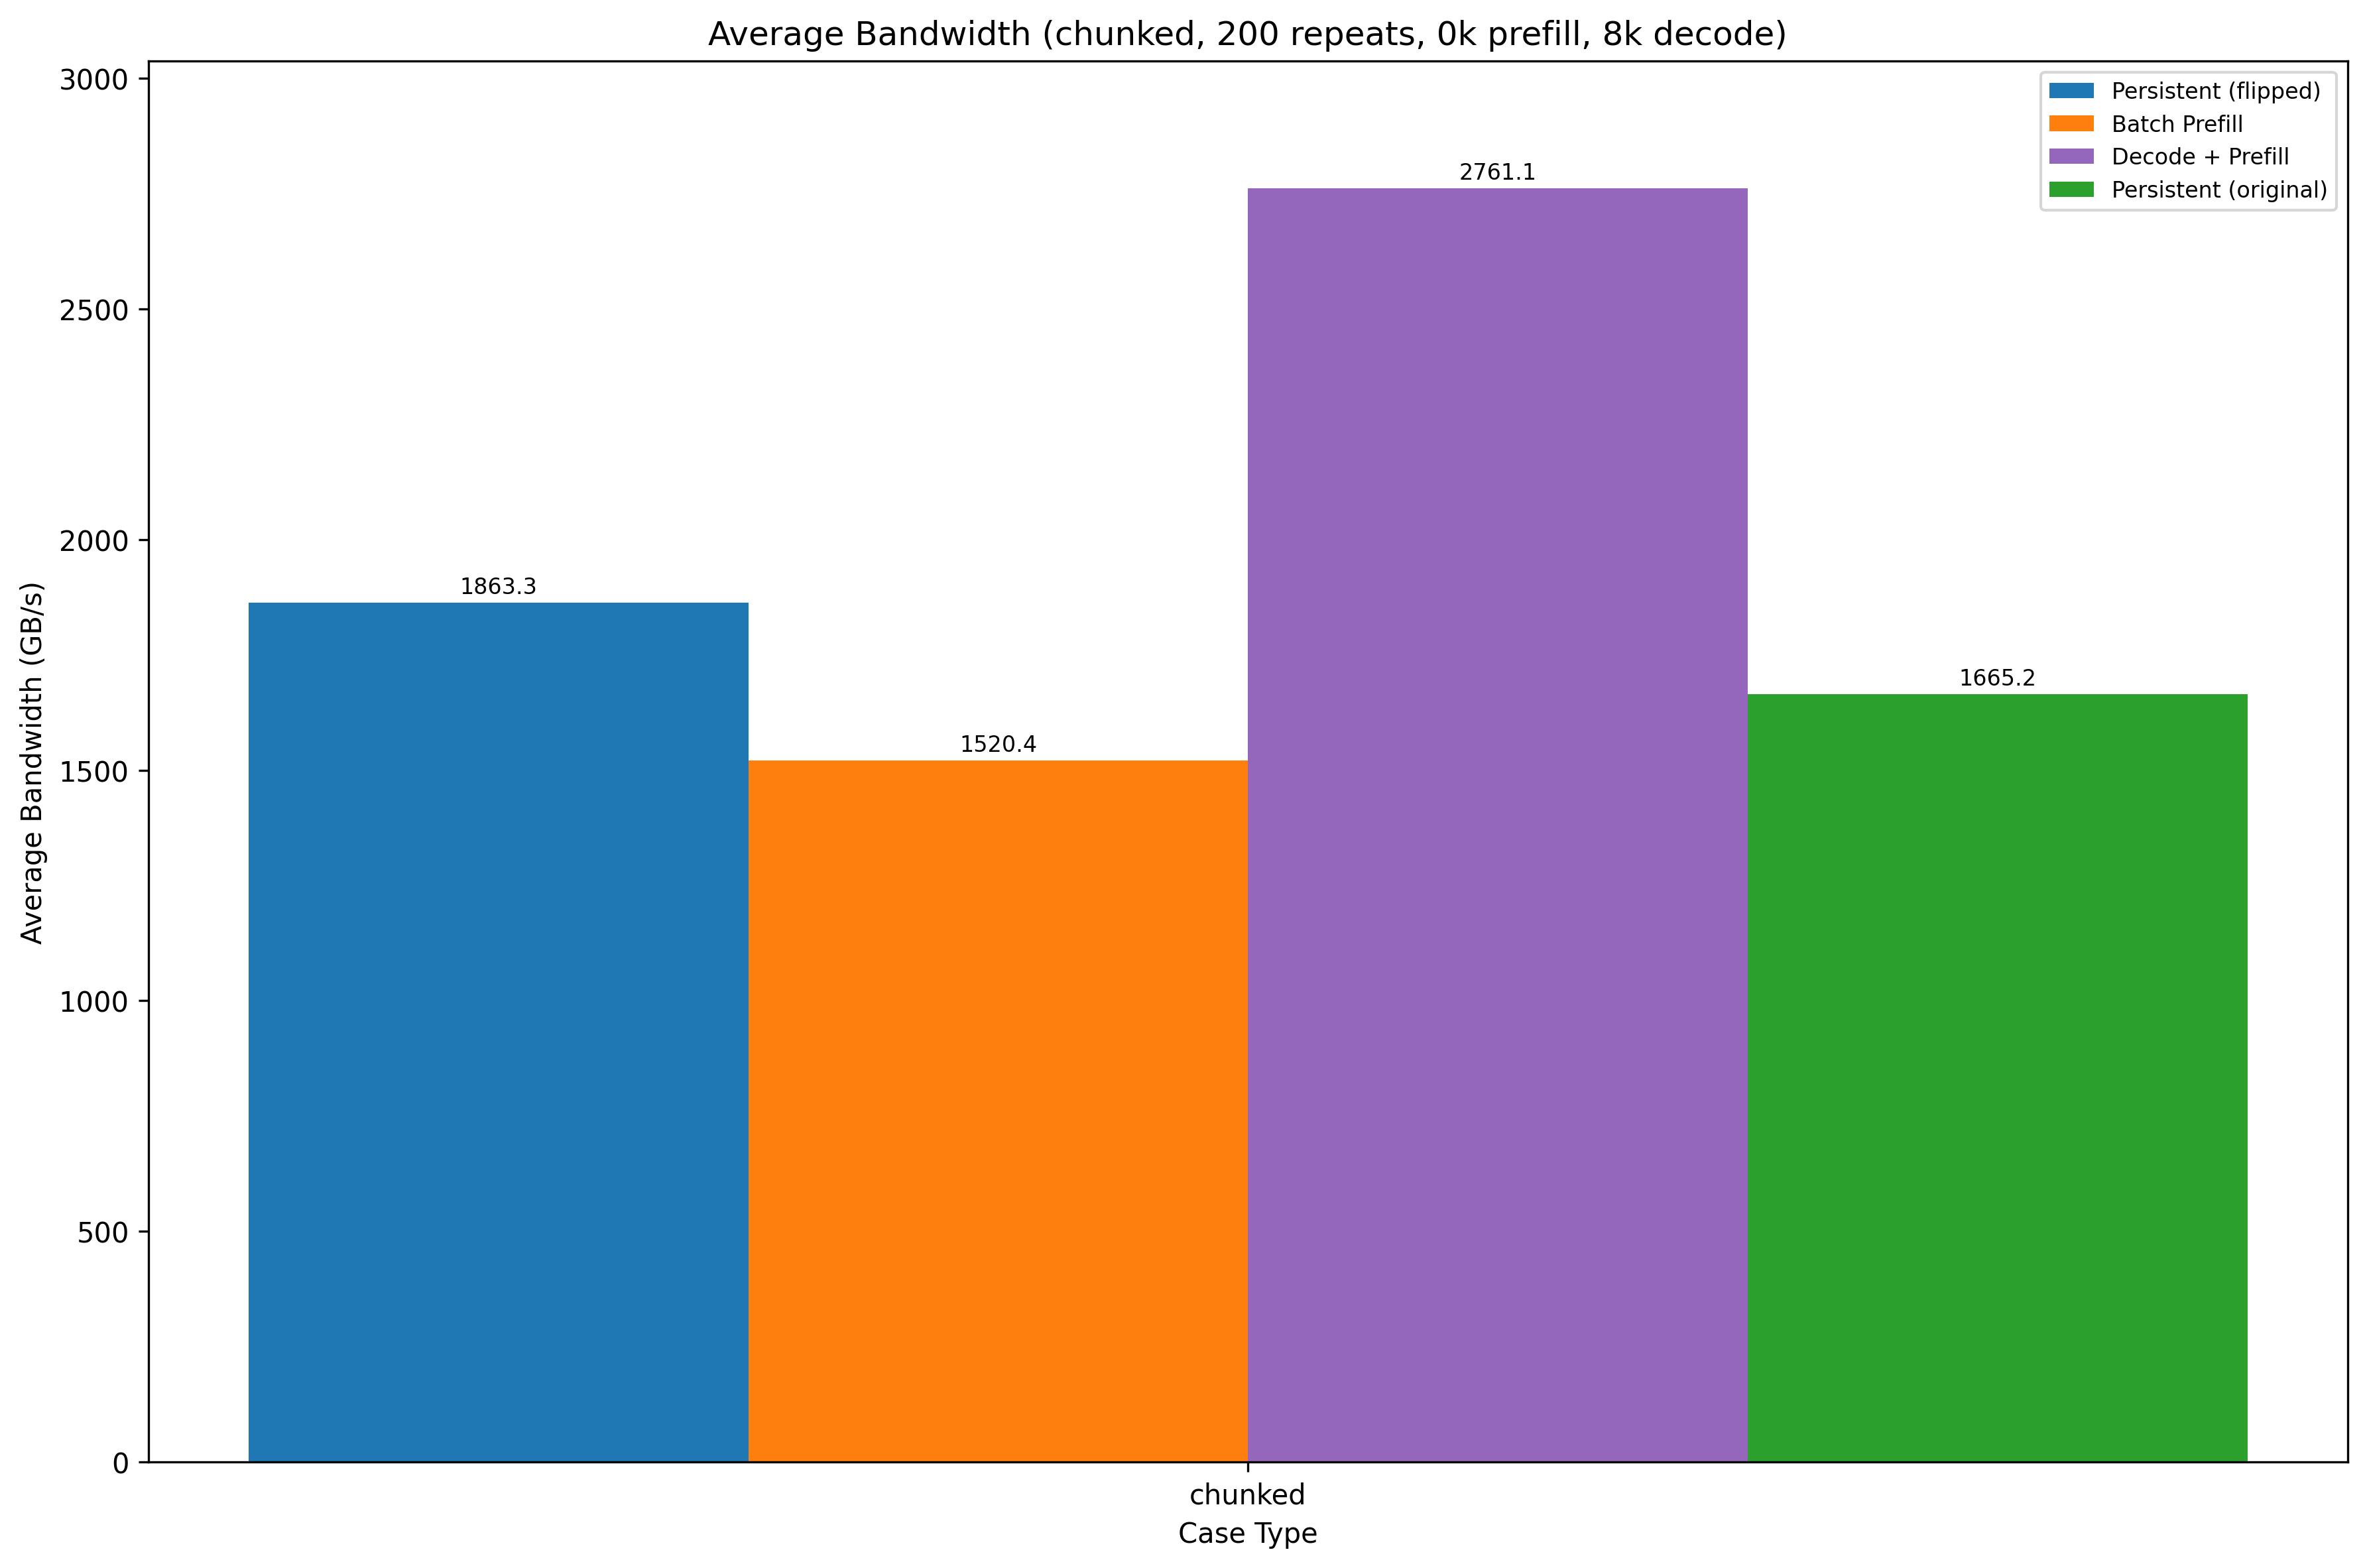 Average Bandwidth (chunked, 200 repeats, 0k prefill, 8k decode)
Average Bandwidth (GB/s)
3000
2500
2000
1500
1000
500
0
1863.3
1520.4
2761.1
1665.2
Persistent (flipped)
Batch Prefill
Decode + Prefill
Persistent (original)
chunked
Case Type